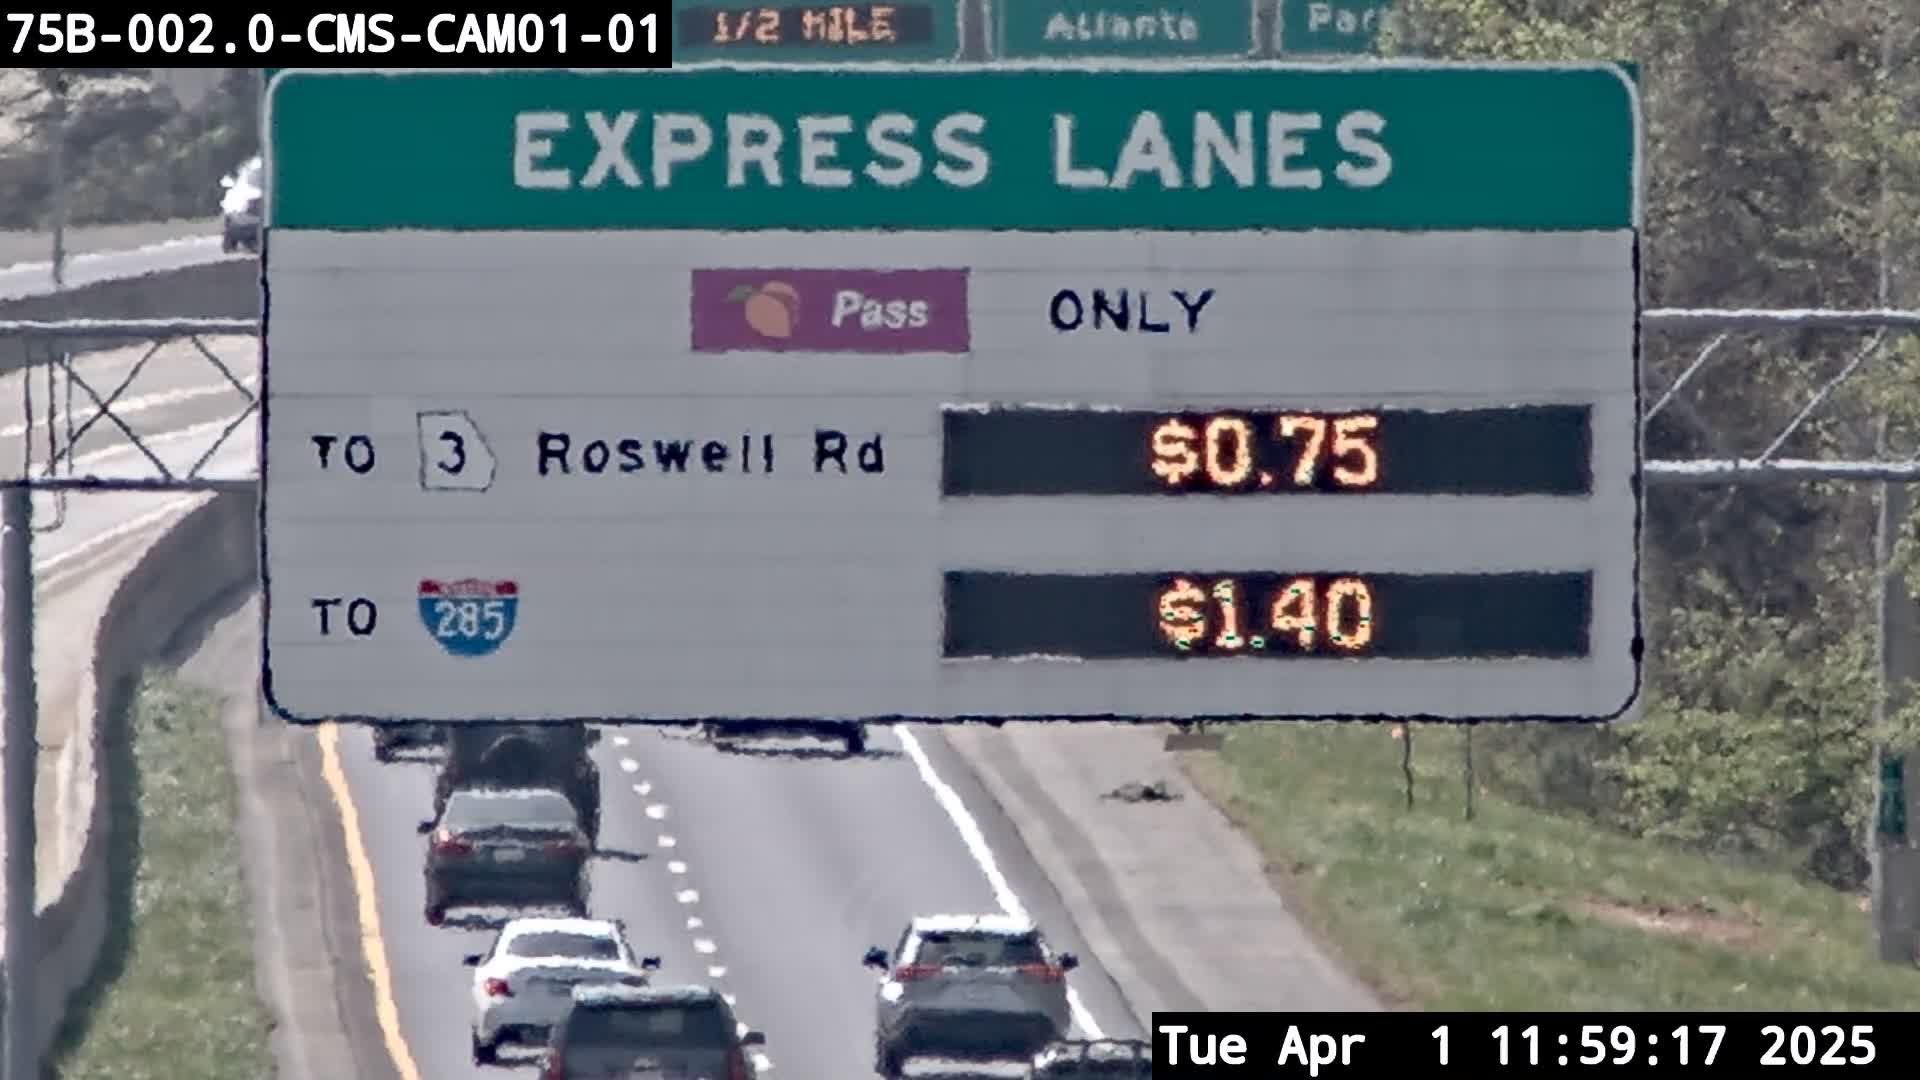 75B-002.0-CMS-CAM01-01
1/2 MILE
Atlanta
EXPRESS LANES
Pass ONLY
TO 3 Roswell Rd $0.75
TO 285 $1.40
Tue Apr 1 11:59:17 2025